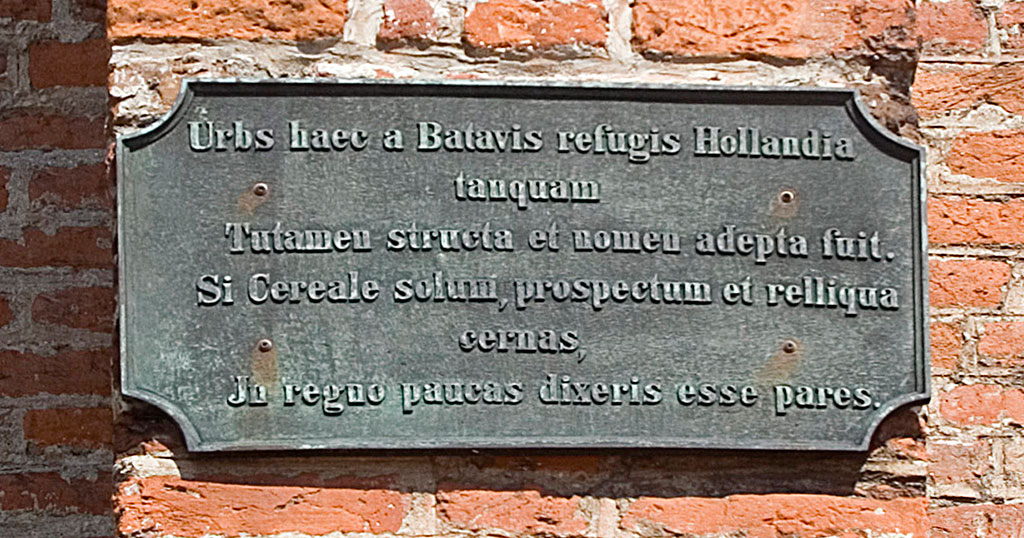 Urbs haec a Batavis refugis Hollandia
tanquam
Tutamen structa et nomen adepta fuit.
Si Cereale solum, prospectum et relliqua
cernas,
In regno paucas dixeris esse pares.